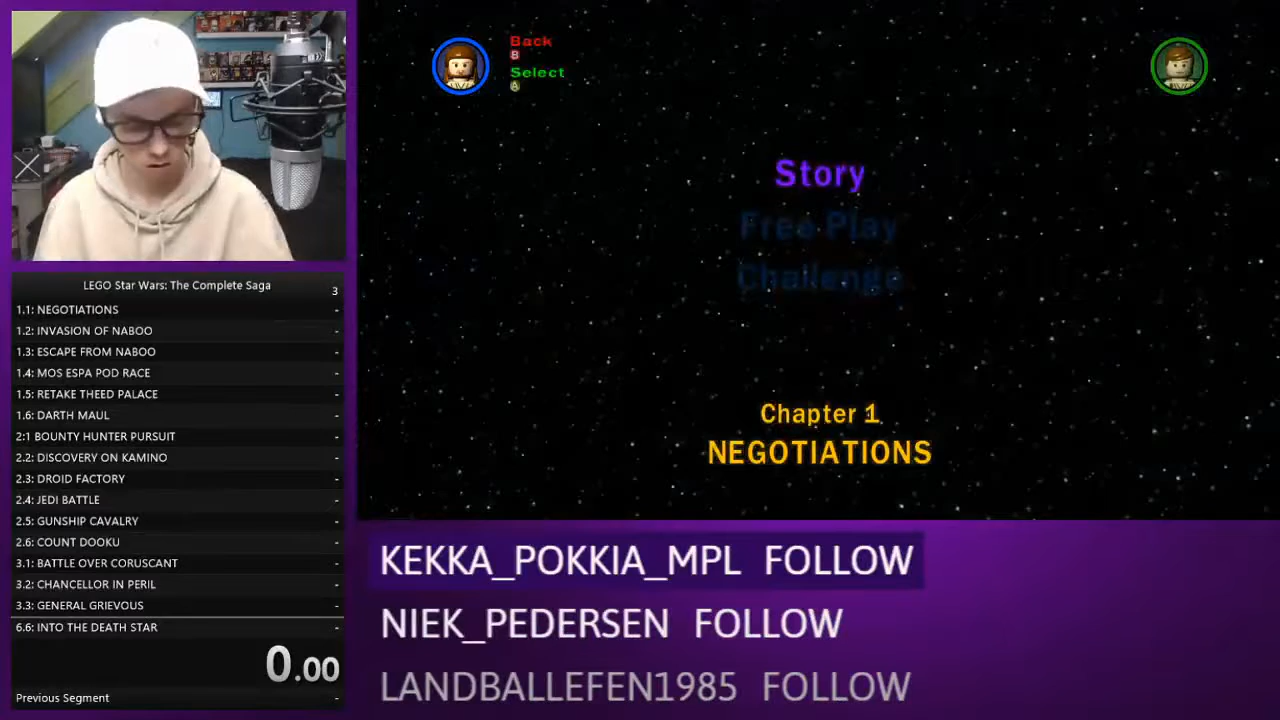 Back
B
Select
A
Story
Free Play
Challenge
Chapter 1
NEGOTIATIONS
LEGO Star Wars: The Complete Saga
3
1.1: NEGOTIATIONS -
1.2: INVASION OF NABOO -
1.3: ESCAPE FROM NABOO -
1.4: MOS ESPA POD RACE -
1.5: RETAKE THEED PALACE -
1.6: DARTH MAUL -
2:1 BOUNTY HUNTER PURSUIT -
2.2: DISCOVERY ON KAMINO -
2.3: DROID FACTORY -
2.4: JEDI BATTLE -
2.5: GUNSHIP CAVALRY -
2.6: COUNT DOOKU -
3.1: BATTLE OVER CORUSCANT -
3.2: CHANCELLOR IN PERIL -
3.3: GENERAL GRIEVOUS -
6.6: INTO THE DEATH STAR -
0.00
Previous Segment -
KEKKA_POKKIA_MPL FOLLOW
NIEK_PEDERSEN FOLLOW
LANDBALLEFEN1985 FOLLOW